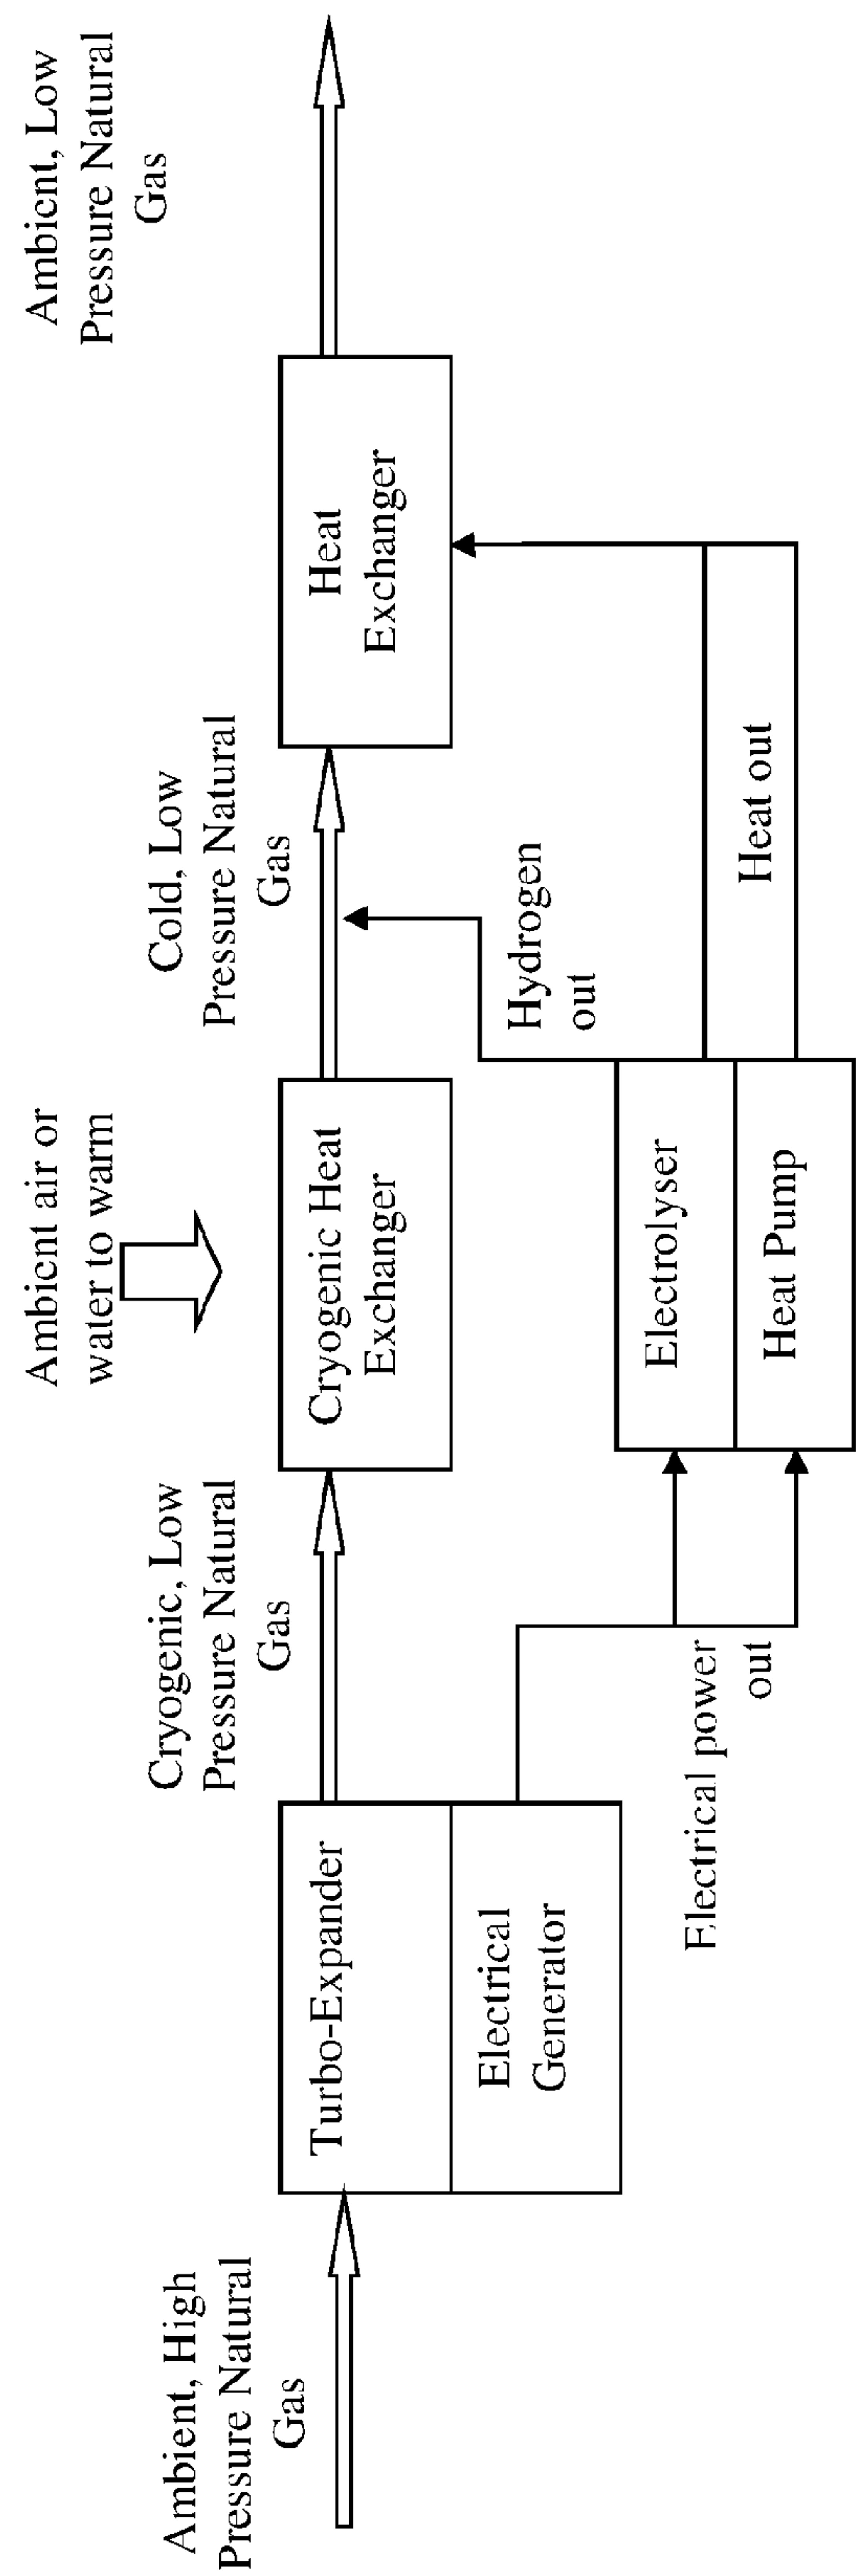 Ambient, High
Pressure Natural
Gas
Turbo-Expander
Electrical
Generator
Cryogenic, Low
Pressure Natural
Gas
Electrical power
out
Ambient air or
water to warm
Cryogenic Heat
Exchanger
Electrolyser
Heat Pump
Cold, Low
Pressure Natural
Gas
Hydrogen
out
Heat out
Heat
Exchanger
Ambient, Low
Pressure Natural
Gas